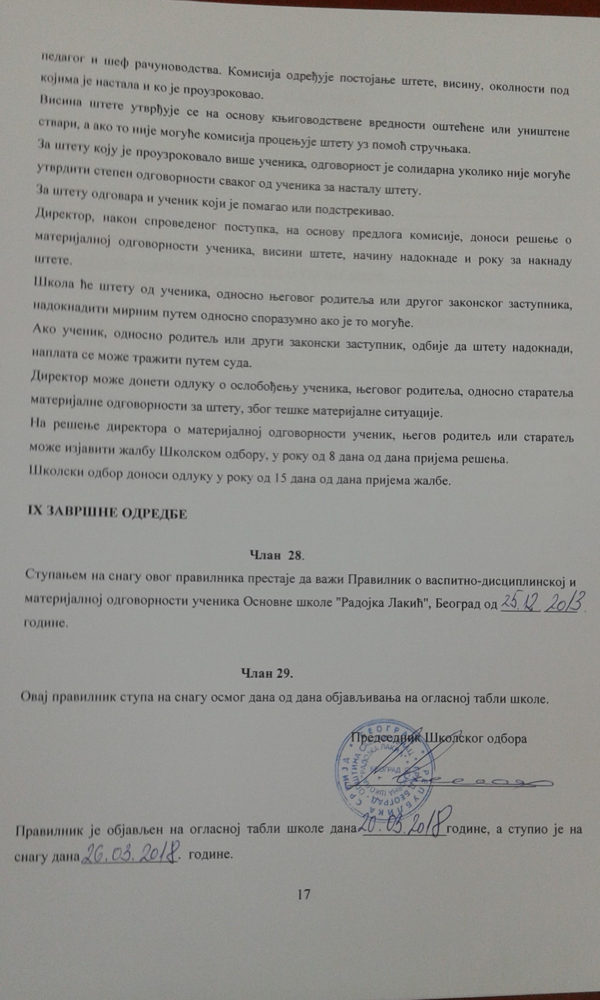 педагог и шеф рачуноводства. Комисија одређује постојање штете, висину, околности под
којима је настала и ко је проузроковао.
Висина штете утврђује се на основу књиговодствене вредности оштећене или уништене
ствари, а ако то није могуће комисија процењује штету уз помоћ стручњака.
За штету коју је проузроковало више ученика, одговорност је солидарна уколико није могуће
утврдити степен одговорности сваког од ученика за насталу штету.
За штету одговара и ученик који је помагао или подстрекивао.
Директор, након спроведеног поступка, на основу предлога комисије, доноси решење о
материјалној одговорности ученика, висини штете, начину надокнаде и року за накнаду
штете.
Школа ће штету од ученика, односно његовог родитеља или другог законског заступника,
надокнадити мирним путем односно споразумно ако је то могуће.
Ако ученик, односно родитељ или други законски заступник, одбије да штету надокнади,
наплата се може тражити путем суда.
Директор може донети одлуку о ослобођењу ученика, његовог родитеља, односно старатеља
материјалне одговорности за штету, због тешке материјалне ситуације.
На решење директора о материјалној одговорности ученик, његов родитељ или старатељ
може изјавити жалбу Школском одбору, у року од 8 дана од дана пријема решења.
Школски одбор доноси одлуку у року од 15 дана од дана пријема жалбе.
IX ЗАВРШНЕ ОДРЕДБЕ
Члан 28.
Ступањем на снагу овог правилника престаје да важи Правилник о васпитно-дисциплинској и
материјалној одговорности ученика Основне школе "Радојка Лакић", Београд од 25.12 2013.
године.
Члан 29.
Овај правилник ступа на снагу осмог дана од дана објављивања на огласној табли школе.
Председник Школског одбора
РЕПУБЛИКА СРБИЈА
БЕОГРАД
Правилник је објављен на огласној табли школе дана 20.03.2018 године, а ступио је на
снагу дана 26.03.2018. године.
17